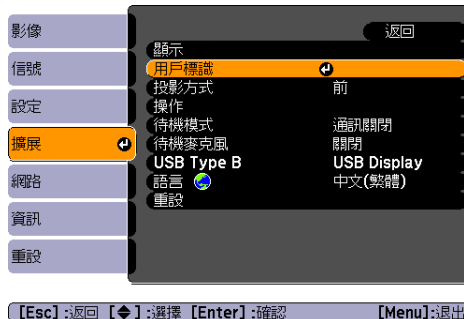 影像
信號
設定
擴展
網路
資訊
重設
返回
顯示
用戶標識
投影方式 前
操作
待機模式 通訊關閉
待機麥克風 關閉
USB Type B USB Display
語言 中文(繁體)
重設
[Esc] :返回 [◆] :選擇 [Enter] :確認 [Menu]:退出